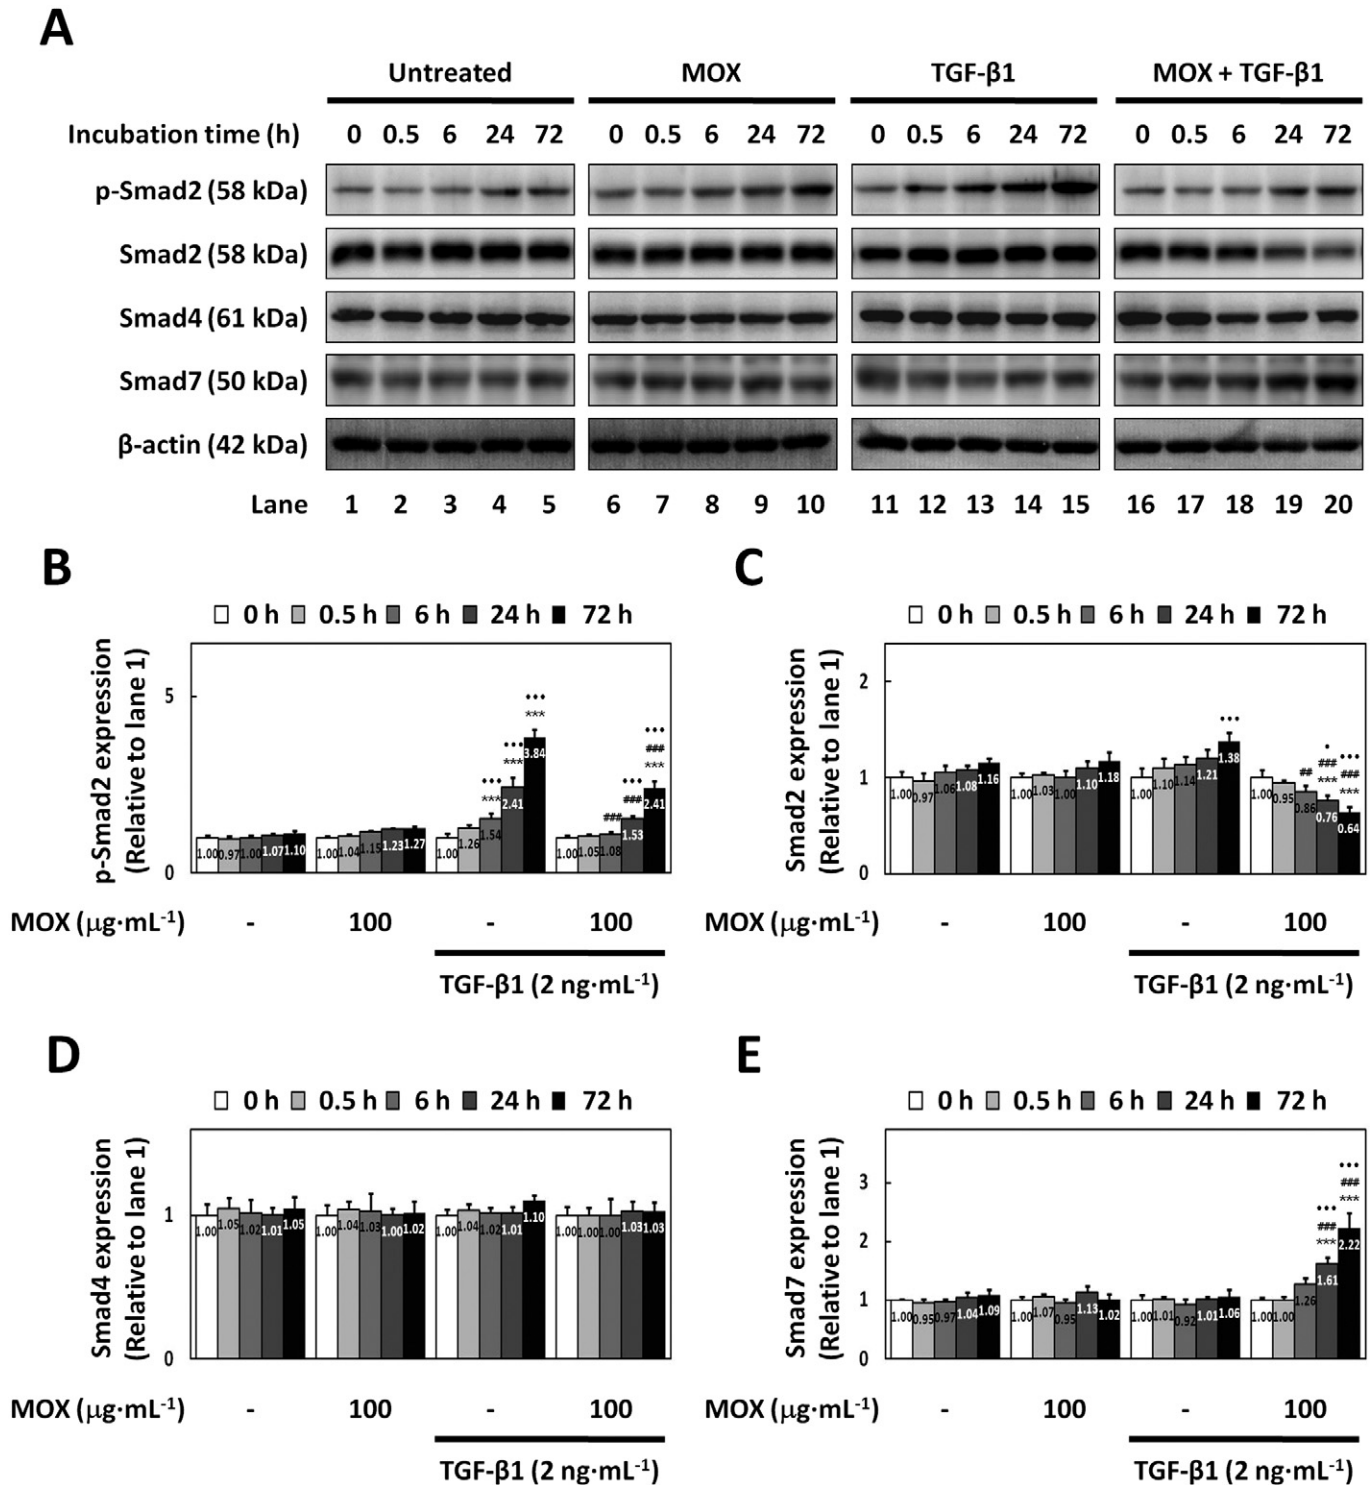 A
Untreated MOX TGF-β1 MOX + TGF-β1
Incubation time (h) 0 0.5 6 24 72 0 0.5 6 24 72 0 0.5 6 24 72 0 0.5 6 24 72
p-Smad2 (58 kDa)
Smad2 (58 kDa)
Smad4 (61 kDa)
Smad7 (50 kDa)
β-actin (42 kDa)
Lane 1 2 3 4 5 6 7 8 9 10 11 12 13 14 15 16 17 18 19 20
B
0 h 0.5 h 6 h 24 h 72 h
p-Smad2 expression
(Relative to lane 1)
5
0
••• *** ••• *** ••• *** ### ••• ### ••• ### ***
1.00 0.97 1.00 1.07 1.10 1.00 1.04 1.15 1.23 1.27 1.00 1.26 1.54 2.41 3.84 1.00 1.05 1.08 1.53 2.41
MOX (μg·mL-1) - 100 - 100
TGF-β1 (2 ng·mL-1)
C
0 h 0.5 h 6 h 24 h 72 h
Smad2 expression
(Relative to lane 1)
2
1
0
••• ## • ### *** ••• ### ***
1.00 0.97 1.06 1.08 1.16 1.00 1.03 1.00 1.10 1.18 1.00 1.10 1.14 1.21 1.38 1.00 0.95 0.86 0.76 0.64
MOX (μg·mL-1) - 100 - 100
TGF-β1 (2 ng·mL-1)
D
0 h 0.5 h 6 h 24 h 72 h
Smad4 expression
(Relative to lane 1)
1
0
1.00 1.05 1.02 1.01 1.05 1.00 1.04 1.03 1.00 1.02 1.00 1.04 1.02 1.01 1.10 1.00 1.00 1.00 1.03 1.03
MOX (μg·mL-1) - 100 - 100
TGF-β1 (2 ng·mL-1)
E
0 h 0.5 h 6 h 24 h 72 h
Smad7 expression
(Relative to lane 1)
3
2
1
0
••• ### *** ••• ### ***
1.00 0.95 0.97 1.04 1.09 1.00 1.07 0.95 1.13 1.02 1.00 1.01 0.92 1.01 1.06 1.00 1.00 1.26 1.61 2.22
MOX (μg·mL-1) - 100 - 100
TGF-β1 (2 ng·mL-1)